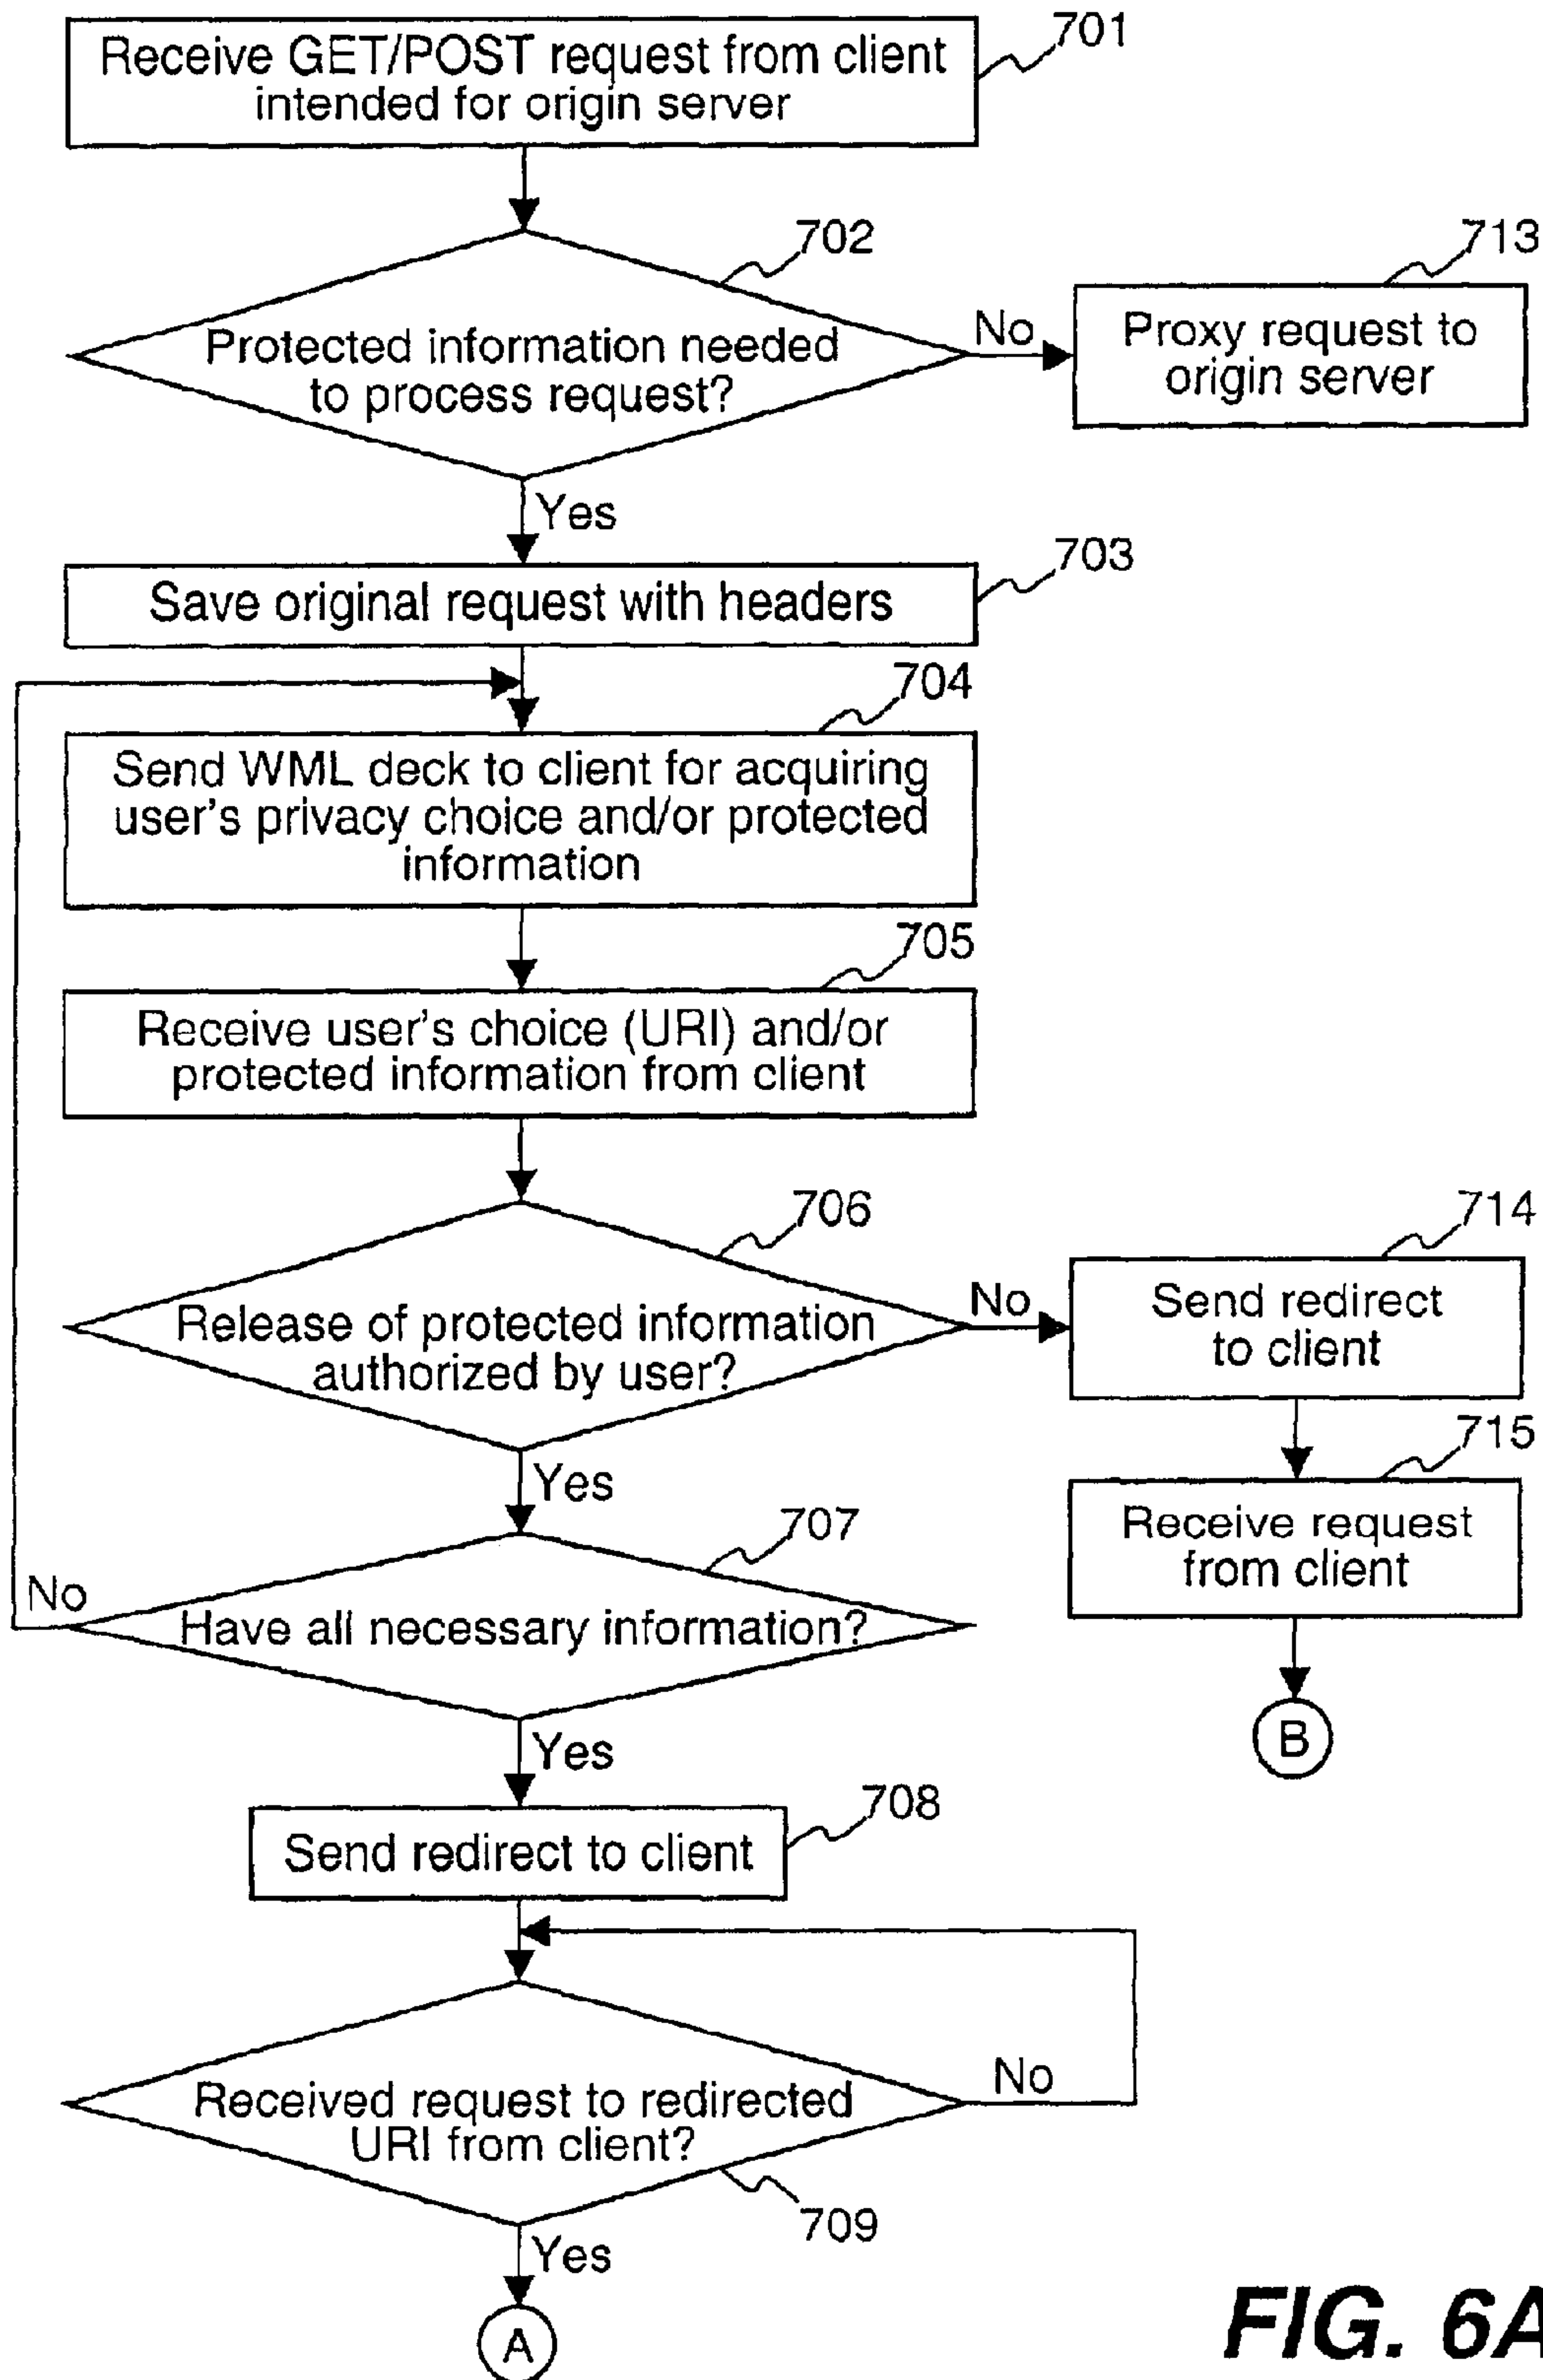 701
Receive GET/POST request from client
intended for origin server
702
713
Protected information needed
to process request?
No
Proxy request to
origin server
Yes
703
Save original request with headers
704
Send WML deck to client for acquiring
user's privacy choice and/or protected
information
705
Receive user's choice (URI) and/or
protected information from client
706
714
Release of protected information
authorized by user?
No
Send redirect
to client
Yes
715
Receive request
from client
707
No
Have all necessary information?
B
Yes
708
Send redirect to client
Received request to redirected
URI from client?
No
709
Yes
A
FIG. 6A